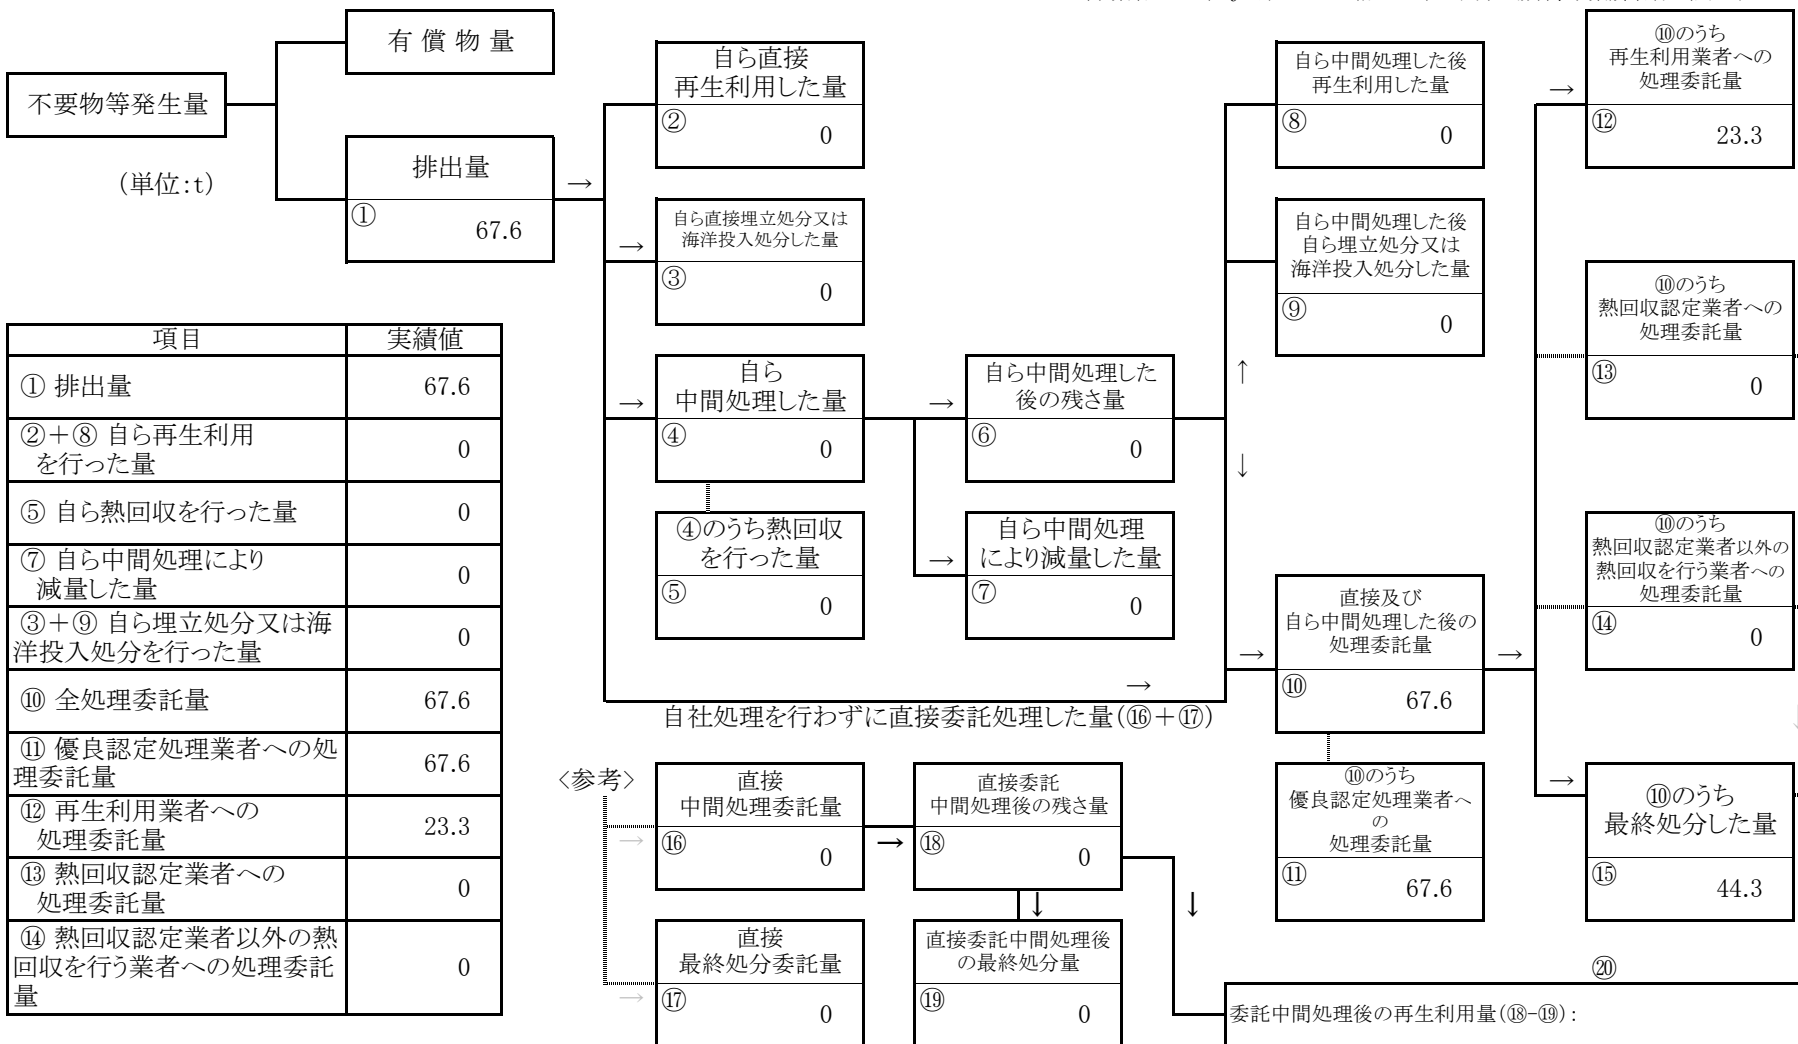 有 償 物 量
不要物等発生量
(単位:t)
排出量
→
①
67.6
自ら直接
再生利用した量
②
0
→
自ら直接埋立処分又は
海洋投入処分した量
③
0
→
自ら
中間処理した量
④
0
④のうち熱回収
を行った量
⑤
0
→
自ら中間処理した
後の残さ量
⑥
0
→
自ら中間処理
により減量した量
⑦
0
自ら中間処理した後
再生利用した量
⑧
0
自ら中間処理した後
自ら埋立処分又は
海洋投入処分した量
⑨
0
↑
↓
→
自社処理を行わずに直接委託処理した量(⑯+⑰)
→
直接及び
自ら中間処理した後の
処理委託量
⑩
67.6
→
⑩のうち
優良認定処理業者へ
の
処理委託量
⑪
67.6
→
⑩のうち
再生利用業者への
処理委託量
⑫
23.3
⑩のうち
熱回収認定業者への
処理委託量
⑬
0
⑩のうち
熱回収認定業者以外の
熱回収を行う業者への
処理委託量
⑭
0
→
⑩のうち
最終処分した量
⑮
44.3
項目 実績値
① 排出量 67.6
②+⑧ 自ら再生利用
を行った量 0
⑤ 自ら熱回収を行った量 0
⑦ 自ら中間処理により
減量した量 0
③+⑨ 自ら埋立処分又は海
洋投入処分を行った量 0
⑩ 全処理委託量 67.6
⑪ 優良認定処理業者への処
理委託量 67.6
⑫ 再生利用業者への
処理委託量 23.3
⑬ 熱回収認定業者への
処理委託量 0
⑭ 熱回収認定業者以外の熱
回収を行う業者への処理委託
量 0
<参考>
→
直接
中間処理委託量
⑯
0
→
直接委託
中間処理後の残さ量
⑱
0
↓
↓
→
直接
最終処分委託量
⑰
0
直接委託中間処理後
の最終処分量
⑲
0
⑳
委託中間処理後の再生利用量(⑱-⑲):